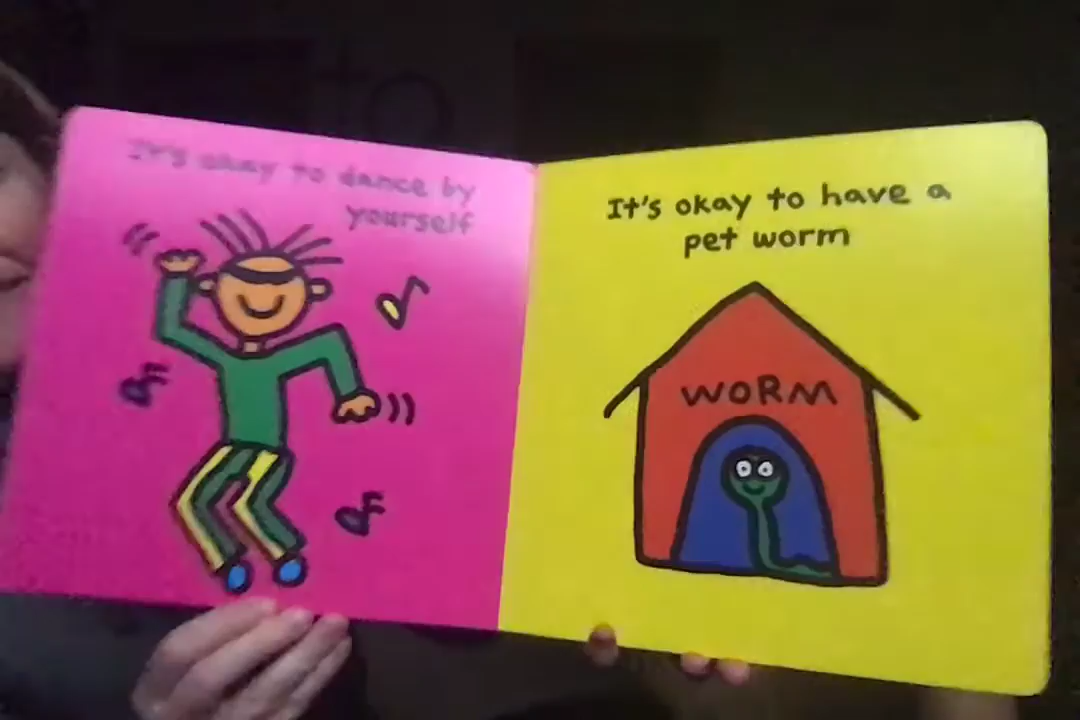 It's okay to dance by
yourself
It's okay to have a
pet worm
WORM